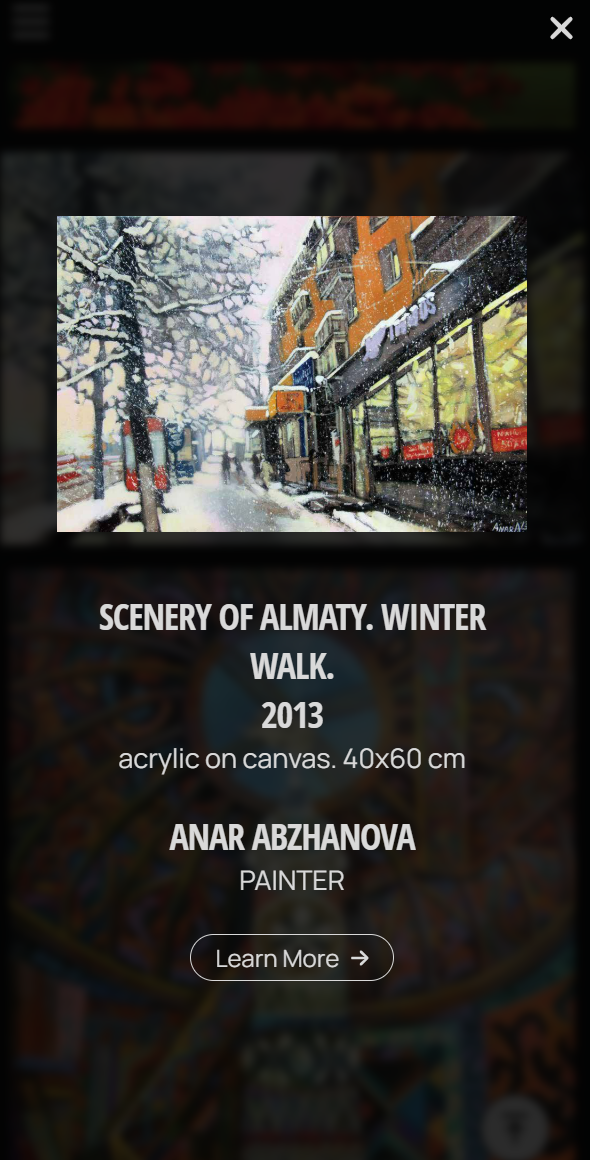 SCENERY OF ALMATY. WINTER
WALK.
2013
acrylic on canvas. 40x60 cm
ANAR ABZHANOVA
PAINTER
Learn More →